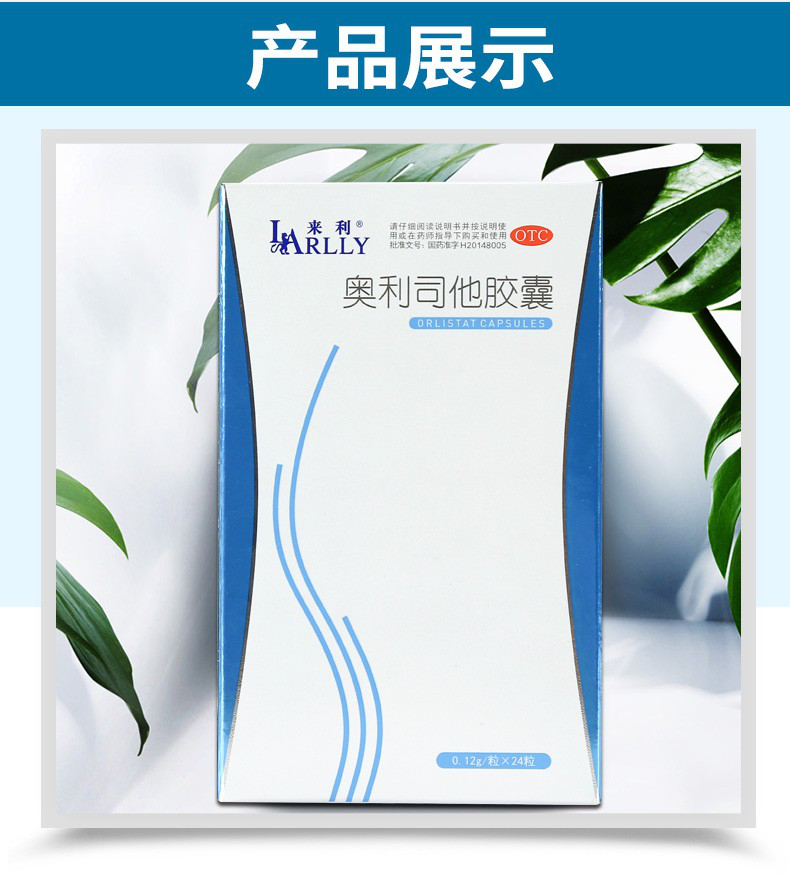 产品展示
来利®
LARLLY
请仔细阅读说明书并按说明使
用或在药师指导下购买和使用
批准文号：国药准字H20148005
OTC
奥利司他胶囊
ORLISTAT CAPSULES
0.12g/粒×24粒